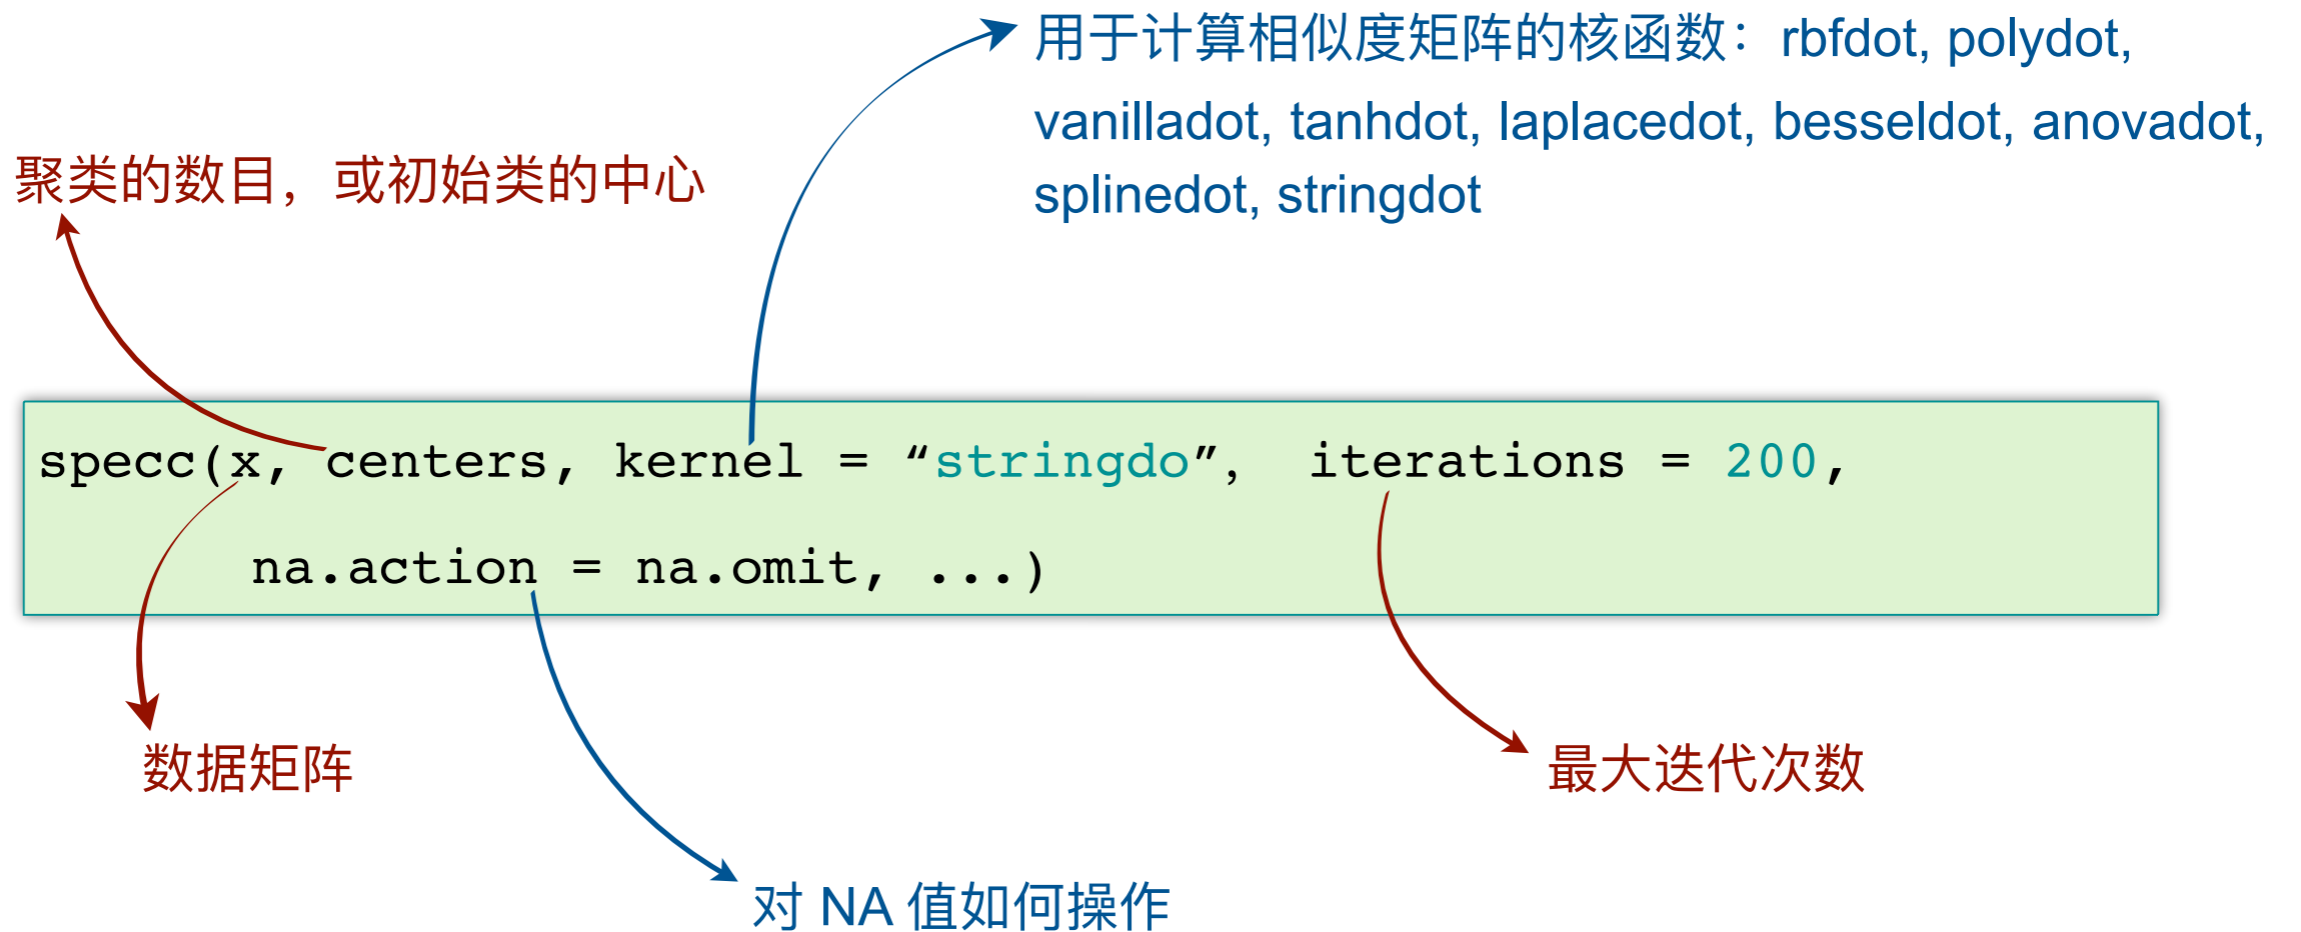 用于计算相似度矩阵的核函数：rbfdot, polydot,
vanilladot, tanhdot, laplacedot, besseldot, anovadot,
splinedot, stringdot
聚类的数目，或初始类的中心
specc(x, centers, kernel = “stringdo”, iterations = 200,
na.action = na.omit, ...)
数据矩阵
最大迭代次数
对 NA 值如何操作